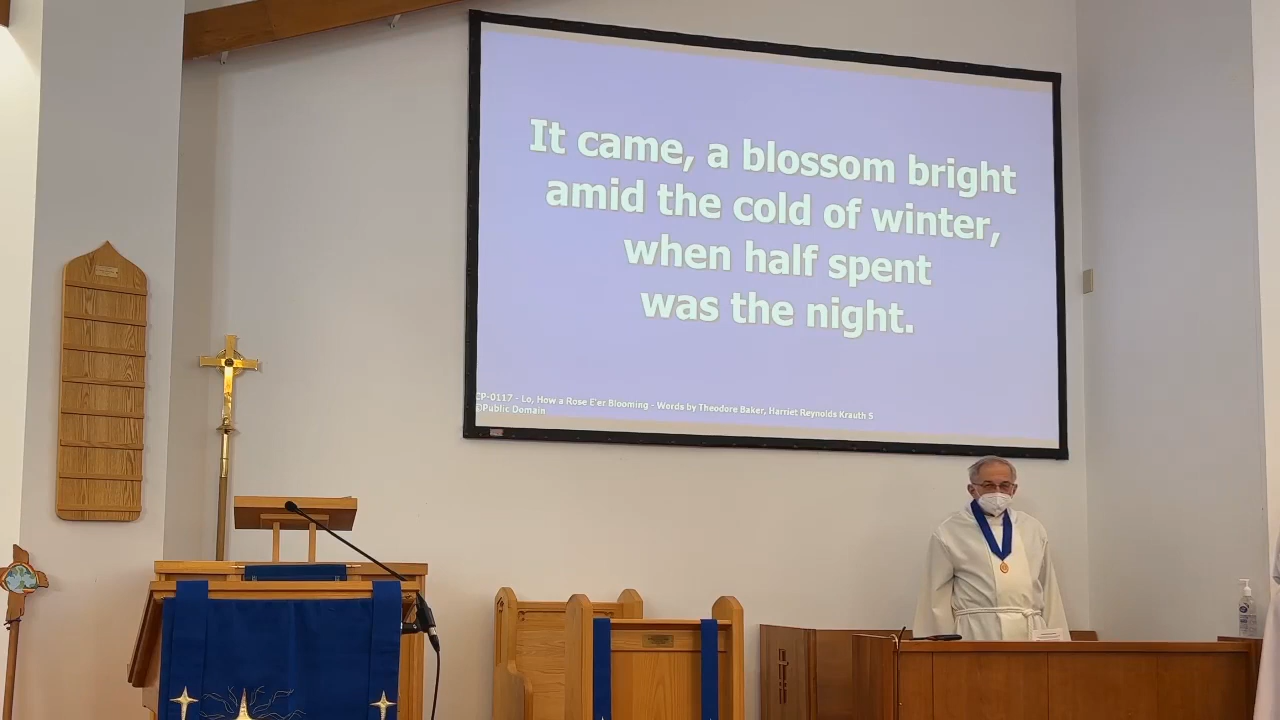 It came, a blossom bright
amid the cold of winter,
when half spent
was the night.
CP-0117 - Lo, How a Rose E'er Blooming - Words by Theodore Baker, Harriet Reynolds Krauth S
©Public Domain